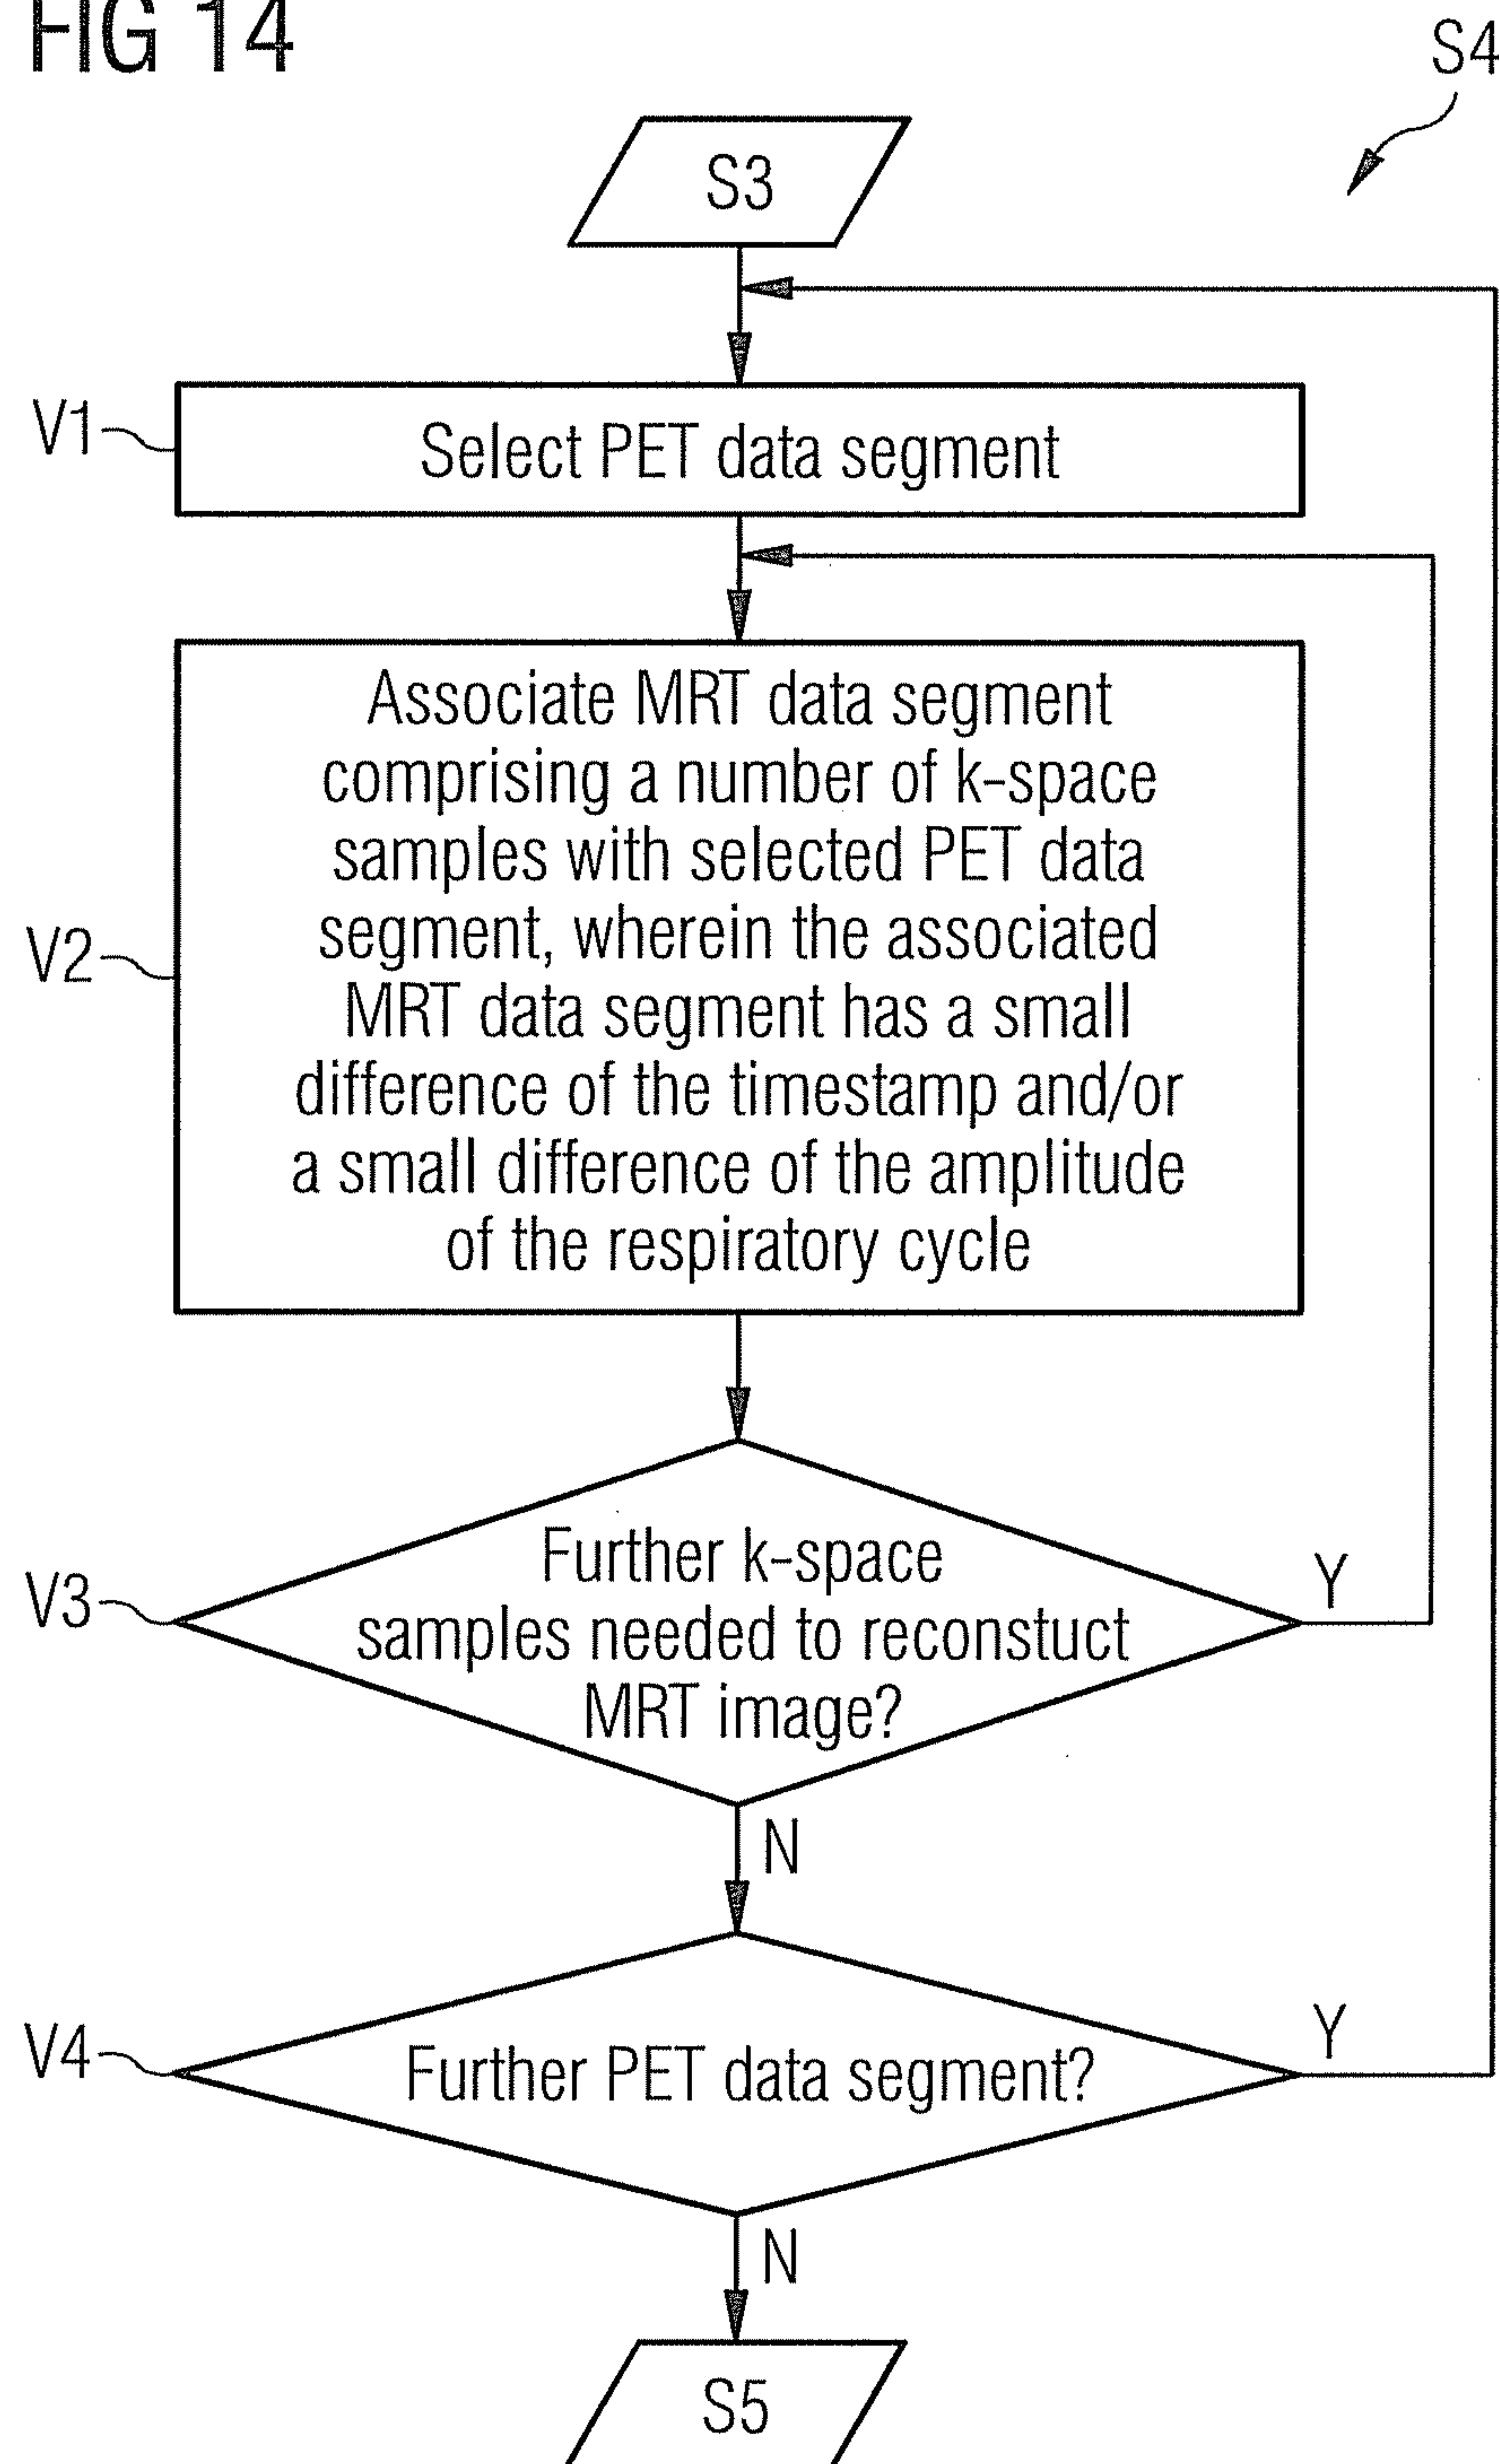 FIG 14
S4
S3
V1
Select PET data segment
V2
Associate MRT data segment
comprising a number of k-space
samples with selected PET data
segment, wherein the associated
MRT data segment has a small
difference of the timestamp and/or
a small difference of the amplitude
of the respiratory cycle
V3
Further k-space
samples needed to reconstuct
MRT image?
Y
N
V4
Further PET data segment?
Y
N
S5